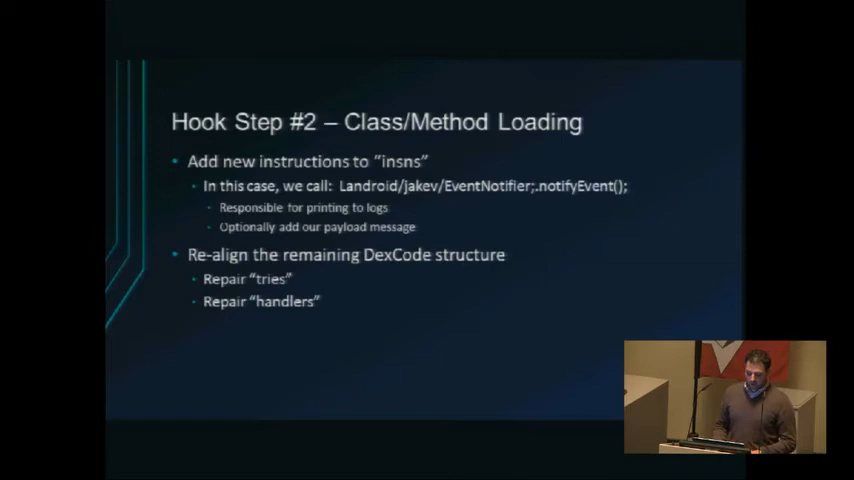 Hook Step #2 – Class/Method Loading
Add new instructions to "insns"
In this case, we call: Landroid/jakev/EventNotifier;.notifyEvent();
Responsible for printing to logs
Optionally add our payload message
Re-align the remaining DexCode structure
Repair "tries"
Repair "handlers"